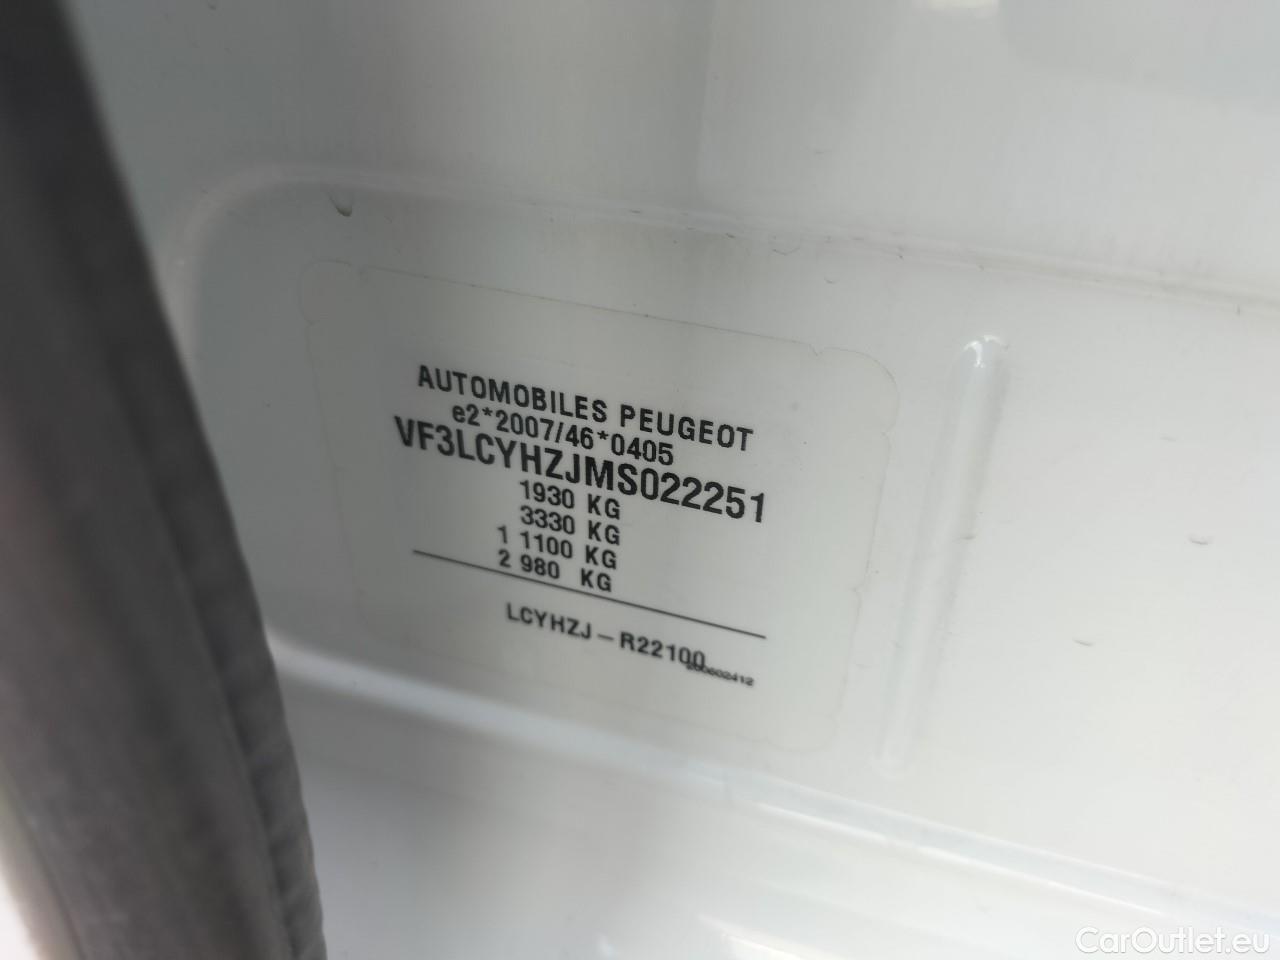 AUTOMOBILES PEUGEOT
e2*2007/46*0405
VF3LCYHZJMS022251
1930 KG
3330 KG
1 1100 KG
2 980 KG
LCYHZJ – R22100
CarOutlet.eu